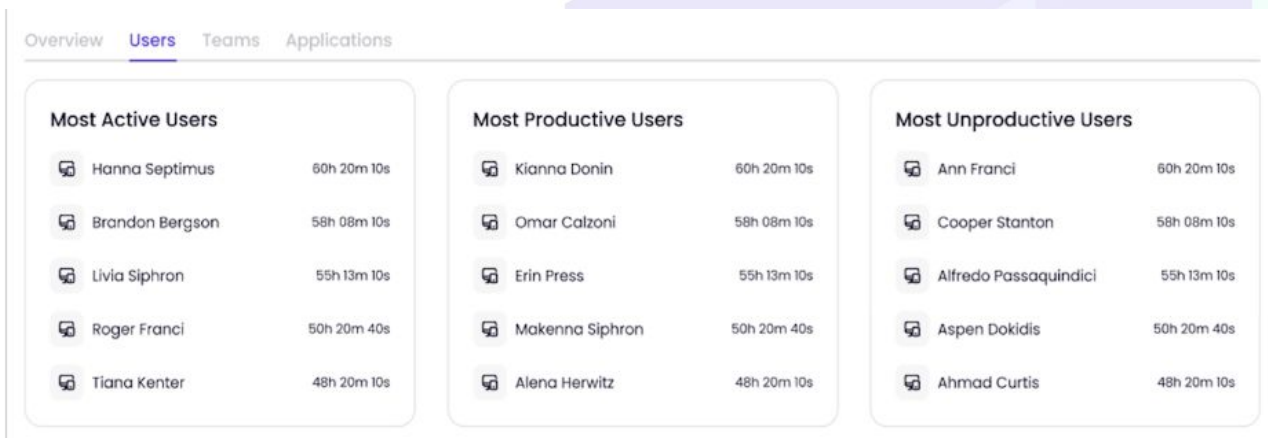 Overview Users Teams Applications
Most Active Users
Hanna Septimus 60h 20m 10s
Brandon Bergson 58h 08m 10s
Livia Siphron 55h 13m 10s
Roger Franci 50h 20m 40s
Tiana Kenter 48h 20m 10s
Most Productive Users
Kianna Donin 60h 20m 10s
Omar Calzoni 58h 08m 10s
Erin Press 55h 13m 10s
Makenna Siphron 50h 20m 40s
Alena Herwitz 48h 20m 10s
Most Unproductive Users
Ann Franci 60h 20m 10s
Cooper Stanton 58h 08m 10s
Alfredo Passaquindici 55h 13m 10s
Aspen Dokidis 50h 20m 40s
Ahmad Curtis 48h 20m 10s